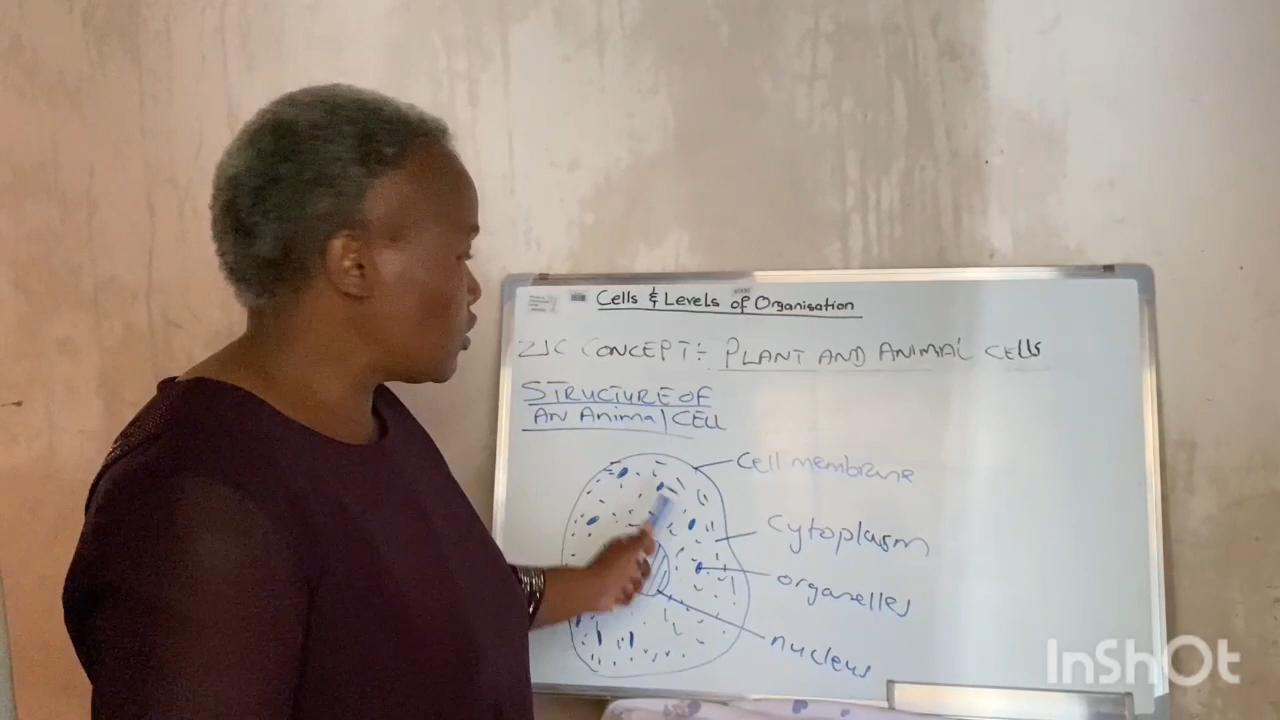 Cells & Levels of Organisation
ZJC CONCEPT:- PLANT AND ANIMAL CELLS
STRUCTURE OF
AN Animal CELL
Cell membrane
Cytoplasm
organelles
nucleus
InShOt